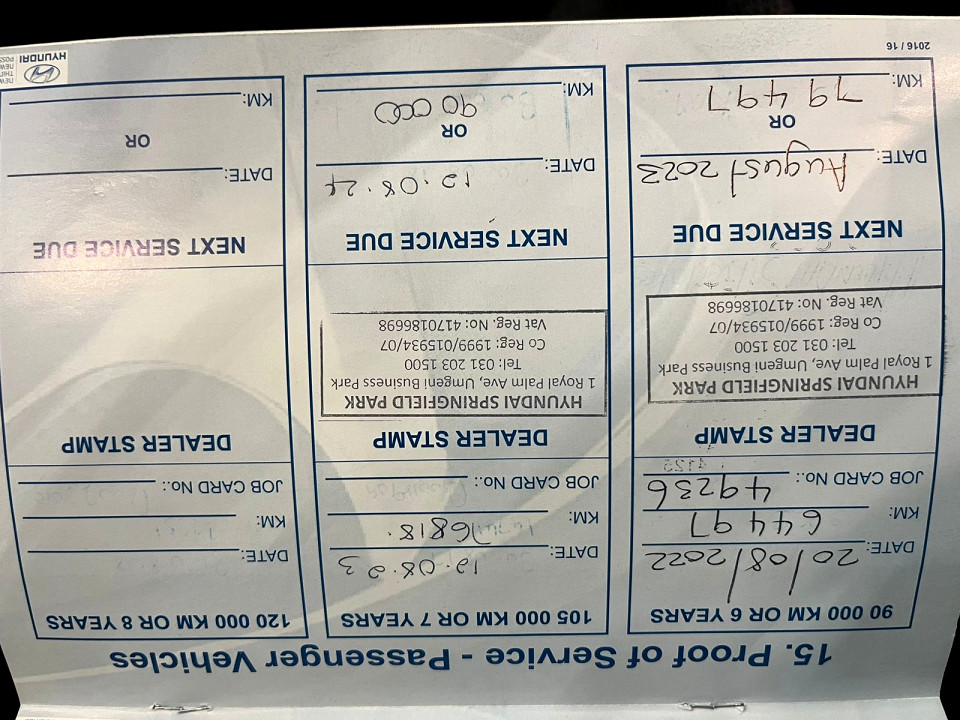 15. Proof of Service - Passenger Vehicles
90 000 KM OR 6 YEARS
DATE: 20/08/2022
KM: 64497
JOB CARD No.: 49236
DEALER STAMP
HYUNDAI SPRINGFIELD PARK
1 Royal Palm Ave, Umgeni Business Park
Tel: 031 203 1500
Co Reg: 1999/015934/07
Vat Reg. No: 4170186698
NEXT SERVICE DUE
DATE: August 2023
OR
KM: 79 497
2016 / 16
105 000 KM OR 7 YEARS
DATE: 12.08.23
KM: 76818.
JOB CARD No.:
DEALER STAMP
HYUNDAI SPRINGFIELD PARK
1 Royal Palm Ave, Umgeni Business Park
Tel: 031 203 1500
Co Reg: 1999/015934/07
Vat Reg. No: 4170186698
NEXT SERVICE DUE
DATE: 12.08.24
OR
KM: 90 000
120 000 KM OR 8 YEARS
DATE:
KM:
JOB CARD No.:
DEALER STAMP
NEXT SERVICE DUE
DATE:
OR
KM:
HYUNDAI